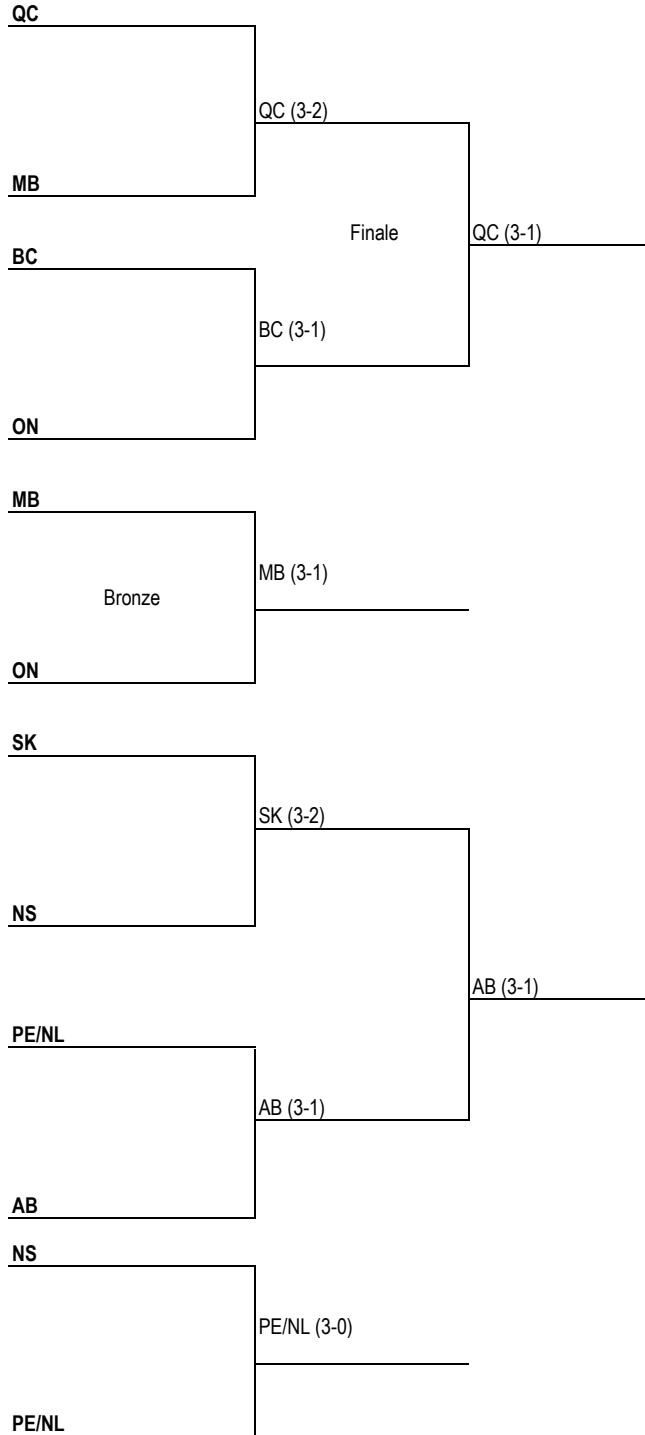 QC
QC (3-2)
MB
Finale
QC (3-1)
BC
BC (3-1)
ON
MB
MB (3-1)
Bronze
ON
SK
SK (3-2)
NS
AB (3-1)
PE/NL
AB (3-1)
AB
NS
PE/NL (3-0)
PE/NL